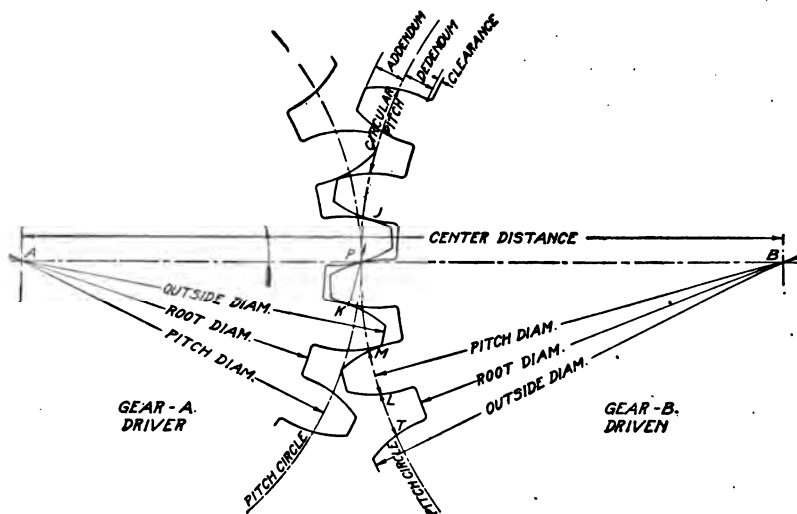 ADDENDUM
DEDENDUM
CLEARANCE
CIRCULAR
PITCH
J
CENTER DISTANCE
A
P
B
OUTSIDE DIAM.
ROOT DIAM.
PITCH DIAM.
K
M
L
T
PITCH DIAM.
ROOT DIAM.
OUTSIDE DIAM.
GEAR-A.
DRIVER
GEAR-B.
DRIVEN
PITCH CIRCLE
PITCH CIRCLE